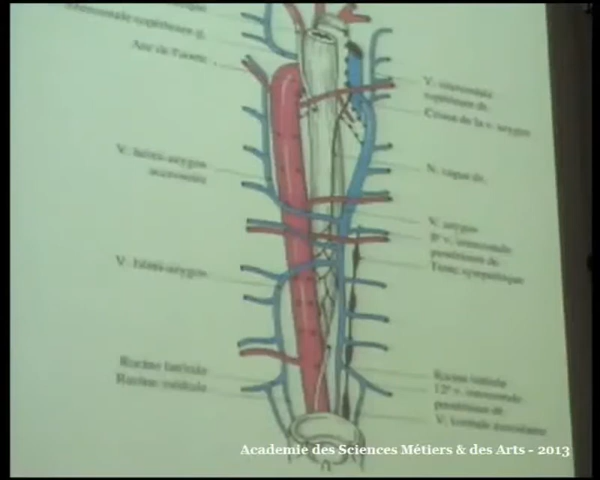 Arc de l'aorte
V. intercostale
supérieure dr.
Crosse de la v. azygos
V. hémi-azygos
accessoire
N. vague dr.
V. azygos
8e v. intercostale
postérieure dr.
Tronc sympathique
V. hémi-azygos
Racine latérale
Racine médiale
Racine latérale
12e v. intercostale
postérieure dr.
V. lombale ascendante
Academie des Sciences Métiers & des Arts - 2013